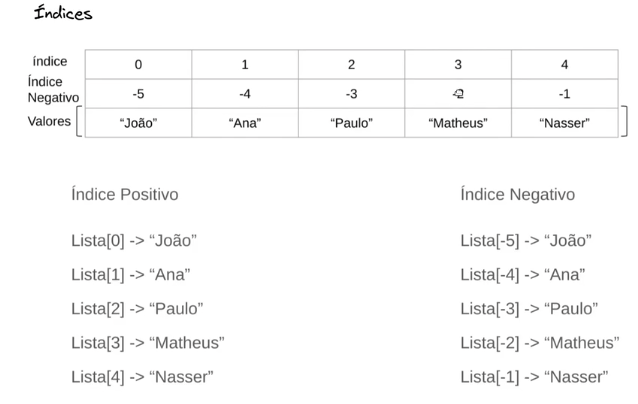 Índices
índice 0 1 2 3 4
Índice
Negativo -5 -4 -3 -2 -1
Valores [ “João” “Ana” “Paulo” “Matheus” “Nasser” ]
Índice Positivo Índice Negativo
Lista[0] -> “João” Lista[-5] -> “João”
Lista[1] -> “Ana” Lista[-4] -> “Ana”
Lista[2] -> “Paulo” Lista[-3] -> “Paulo”
Lista[3] -> “Matheus” Lista[-2] -> “Matheus”
Lista[4] -> “Nasser” Lista[-1] -> “Nasser”